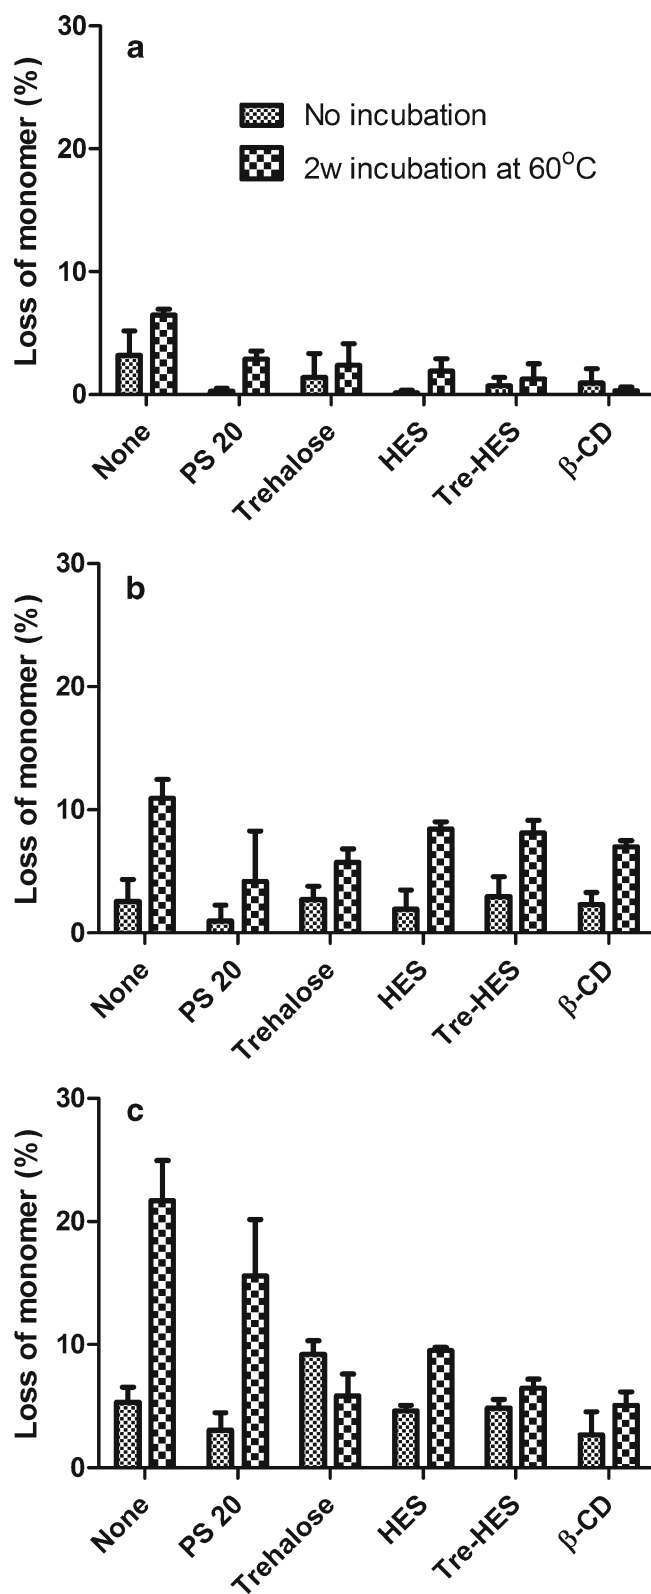 30
a
Loss of monomer (%)
No incubation
2w incubation at 60°C
20
10
0
None
PS 20
Trehalose
HES
Tre-HES
β-CD
30
b
Loss of monomer (%)
20
10
0
None
PS 20
Trehalose
HES
Tre-HES
β-CD
30
c
Loss of monomer (%)
20
10
0
None
PS 20
Trehalose
HES
Tre-HES
β-CD